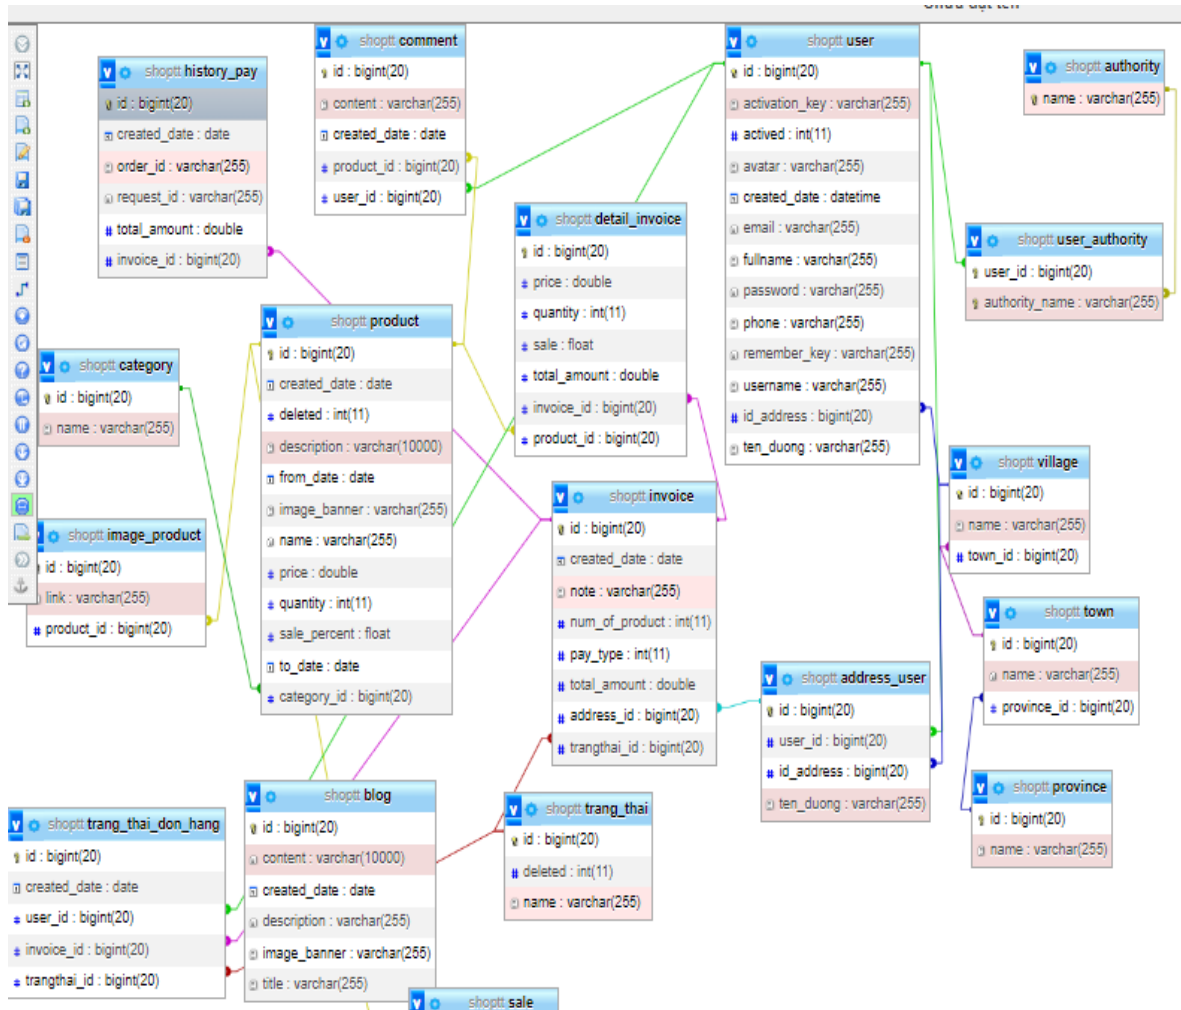 shoptt history_pay
id : bigint(20)
created_date : date
order_id : varchar(255)
request_id : varchar(255)
total_amount : double
invoice_id : bigint(20)
shoptt comment
id : bigint(20)
content : varchar(255)
created_date : date
product_id : bigint(20)
user_id : bigint(20)
shoptt user
id : bigint(20)
activation_key : varchar(255)
actived : int(11)
avatar : varchar(255)
created_date : datetime
email : varchar(255)
fullname : varchar(255)
password : varchar(255)
phone : varchar(255)
remember_key : varchar(255)
username : varchar(255)
id_address : bigint(20)
ten_duong : varchar(255)
shoptt authority
name : varchar(255)
shoptt detail_invoice
id : bigint(20)
price : double
quantity : int(11)
sale : float
total_amount : double
invoice_id : bigint(20)
product_id : bigint(20)
shoptt user_authority
user_id : bigint(20)
authority_name : varchar(255)
shoptt product
id : bigint(20)
created_date : date
deleted : int(11)
description : varchar(10000)
from_date : date
image_banner : varchar(255)
name : varchar(255)
price : double
quantity : int(11)
sale_percent : float
to_date : date
category_id : bigint(20)
shoptt category
id : bigint(20)
name : varchar(255)
shoptt image_product
id : bigint(20)
link : varchar(255)
product_id : bigint(20)
shoptt invoice
id : bigint(20)
created_date : date
note : varchar(255)
num_of_product : int(11)
pay_type : int(11)
total_amount : double
address_id : bigint(20)
trangthai_id : bigint(20)
shoptt village
id : bigint(20)
name : varchar(255)
town_id : bigint(20)
shoptt town
id : bigint(20)
name : varchar(255)
province_id : bigint(20)
shoptt address_user
id : bigint(20)
user_id : bigint(20)
id_address : bigint(20)
ten_duong : varchar(255)
shoptt province
id : bigint(20)
name : varchar(255)
shoptt blog
id : bigint(20)
content : varchar(10000)
created_date : date
description : varchar(255)
image_banner : varchar(255)
title : varchar(255)
shoptt trang_thai
id : bigint(20)
deleted : int(11)
name : varchar(255)
shoptt trang_thai_don_hang
id : bigint(20)
created_date : date
user_id : bigint(20)
invoice_id : bigint(20)
trangthai_id : bigint(20)
shoptt sale